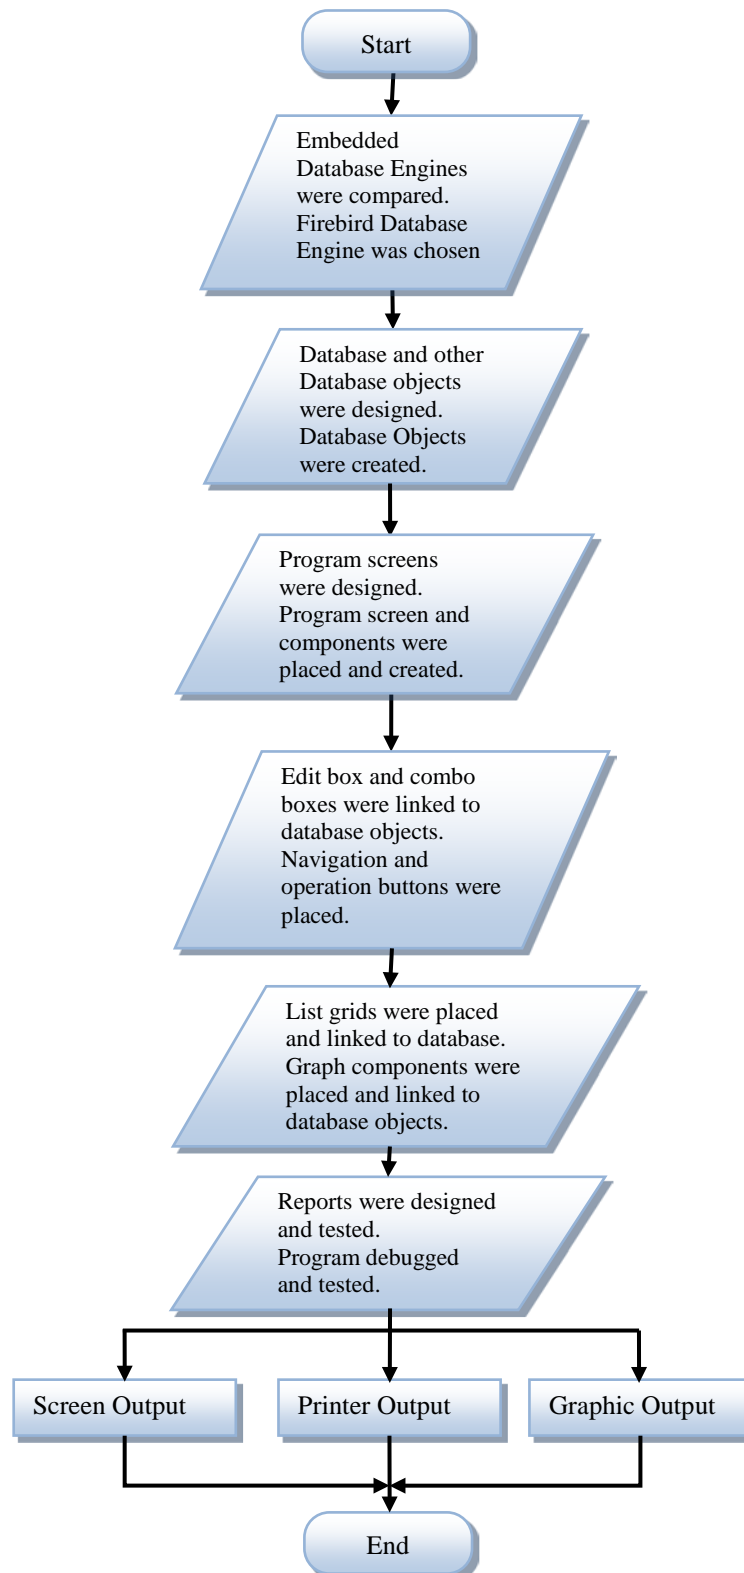 Start
Embedded
Database Engines
were compared.
Firebird Database
Engine was chosen
Database and other
Database objects
were designed.
Database Objects
were created.
Program screens
were designed.
Program screen and
components were
placed and created.
Edit box and combo
boxes were linked to
database objects.
Navigation and
operation buttons were
placed.
List grids were placed
and linked to database.
Graph components were
placed and linked to
database objects.
Reports were designed
and tested.
Program debugged
and tested.
Screen Output
Printer Output
Graphic Output
End